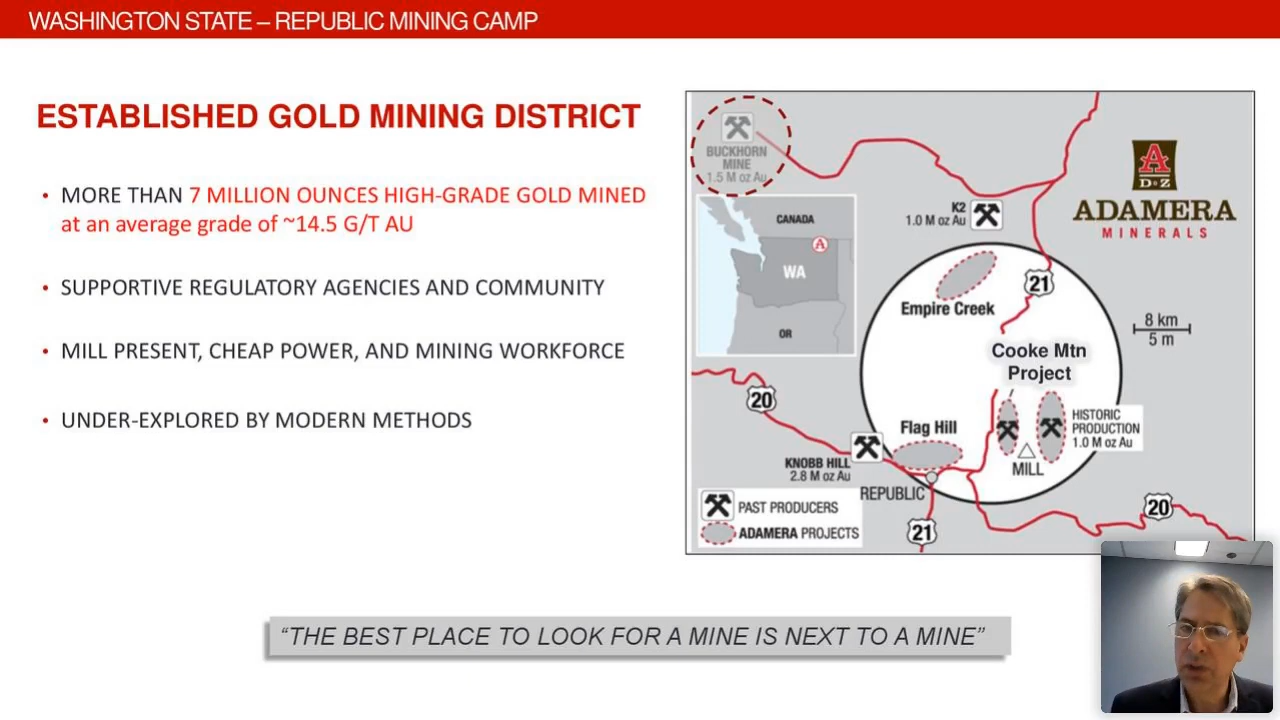 WASHINGTON STATE – REPUBLIC MINING CAMP
ESTABLISHED GOLD MINING DISTRICT
• MORE THAN 7 MILLION OUNCES HIGH-GRADE GOLD MINED
at an average grade of ~14.5 G/T AU
• SUPPORTIVE REGULATORY AGENCIES AND COMMUNITY
• MILL PRESENT, CHEAP POWER, AND MINING WORKFORCE
• UNDER-EXPLORED BY MODERN METHODS
BUCKHORN
MINE
1.5 M oz Au
CANADA
A
WA
OR
K2
1.0 M oz Au
A
D·Z
ADAMERA
MINERALS
Empire Creek
21
8 km
5 m
Cooke Mtn
Project
20
Flag Hill
HISTORIC
PRODUCTION
1.0 M oz Au
KNOBB HILL
2.8 M oz Au
MILL
REPUBLIC
PAST PRODUCERS
ADAMERA PROJECTS
21
20
“THE BEST PLACE TO LOOK FOR A MINE IS NEXT TO A MINE”